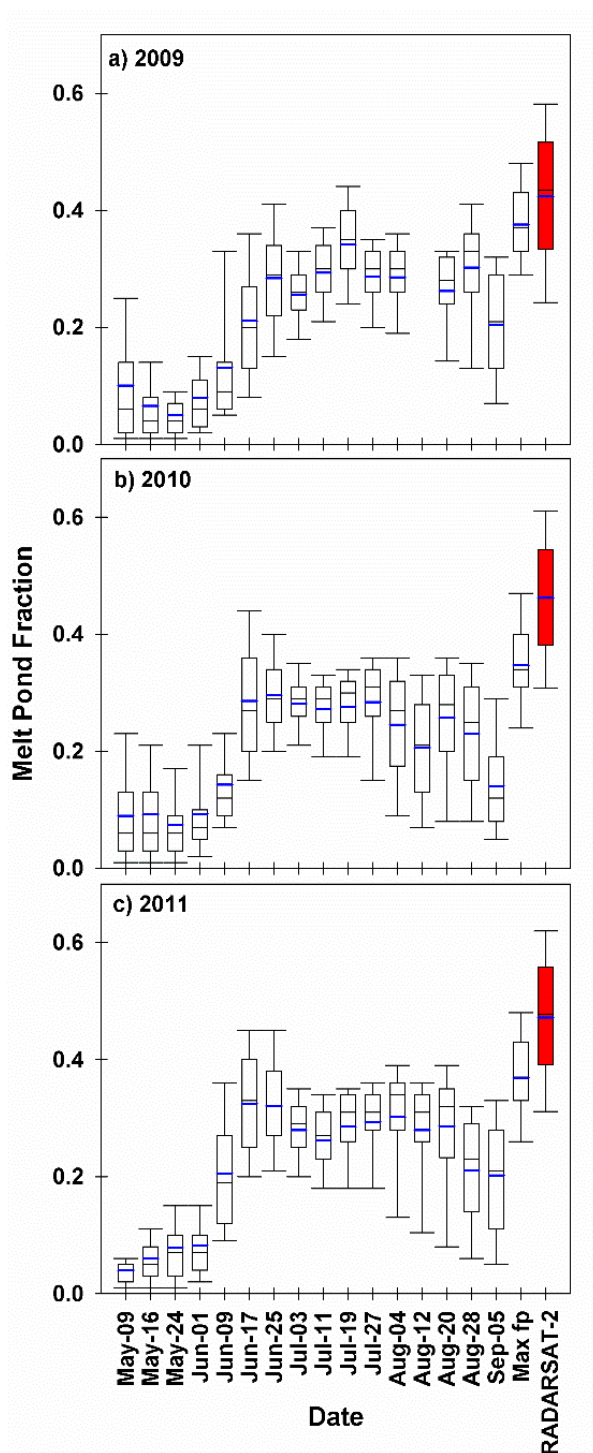 a) 2009
0.6
0.4
0.2
0.0
b) 2010
0.6
0.4
0.2
0.0
c) 2011
0.6
0.4
0.2
0.0
Melt Pond Fraction
May-09
May-16
May-24
Jun-01
Jun-09
Jun-17
Jun-25
Jul-03
Jul-11
Jul-19
Jul-27
Aug-04
Aug-12
Aug-20
Aug-28
Sep-05
Max fp
RADARSAT-2
Date